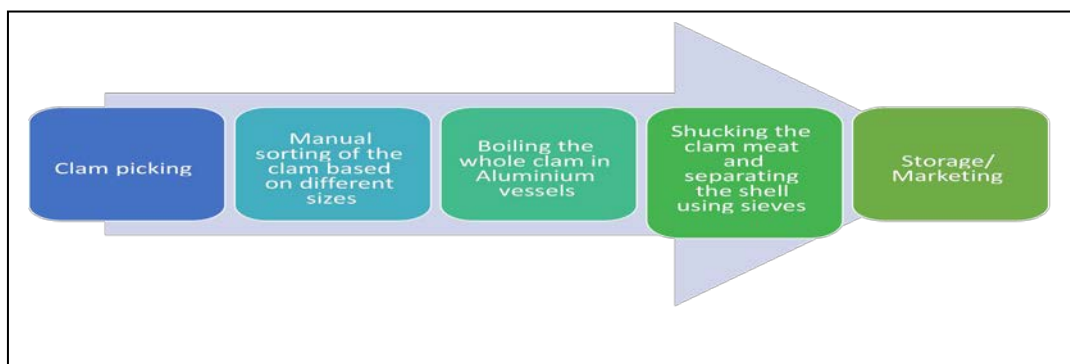 Clam picking
Manual
sorting of the
clam based
on different
sizes
Boiling the
whole clam in
Aluminium
vessels
Shucking the
clam meat
and
separating
the shell
using sieves
Storage/
Marketing